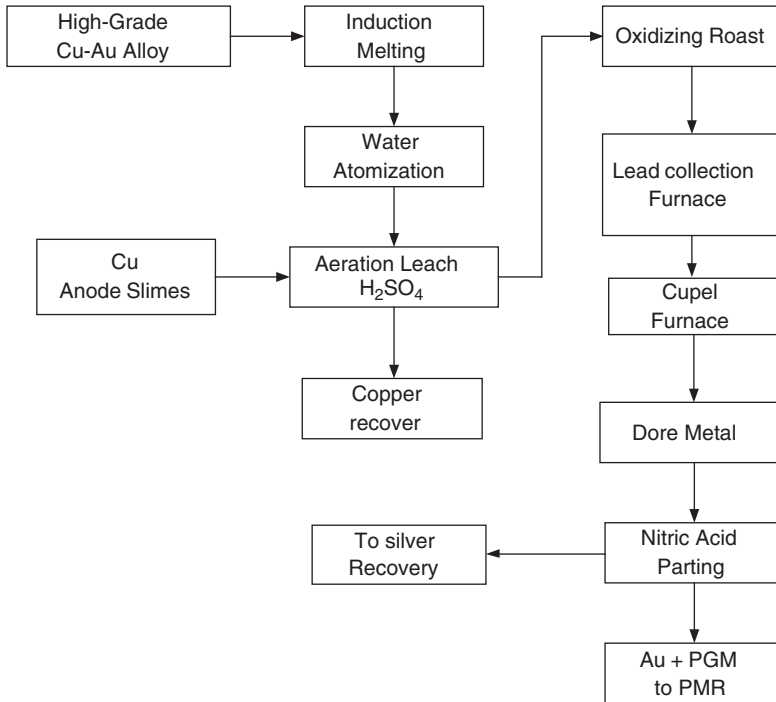 High-Grade
Cu-Au Alloy
Induction
Melting
Oxidizing Roast
Water
Atomization
Lead collection
Furnace
Cu
Anode Slimes
Aeration Leach
H₂SO₄
Cupel
Furnace
Copper
recover
Dore Metal
To silver
Recovery
Nitric Acid
Parting
Au + PGM
to PMR